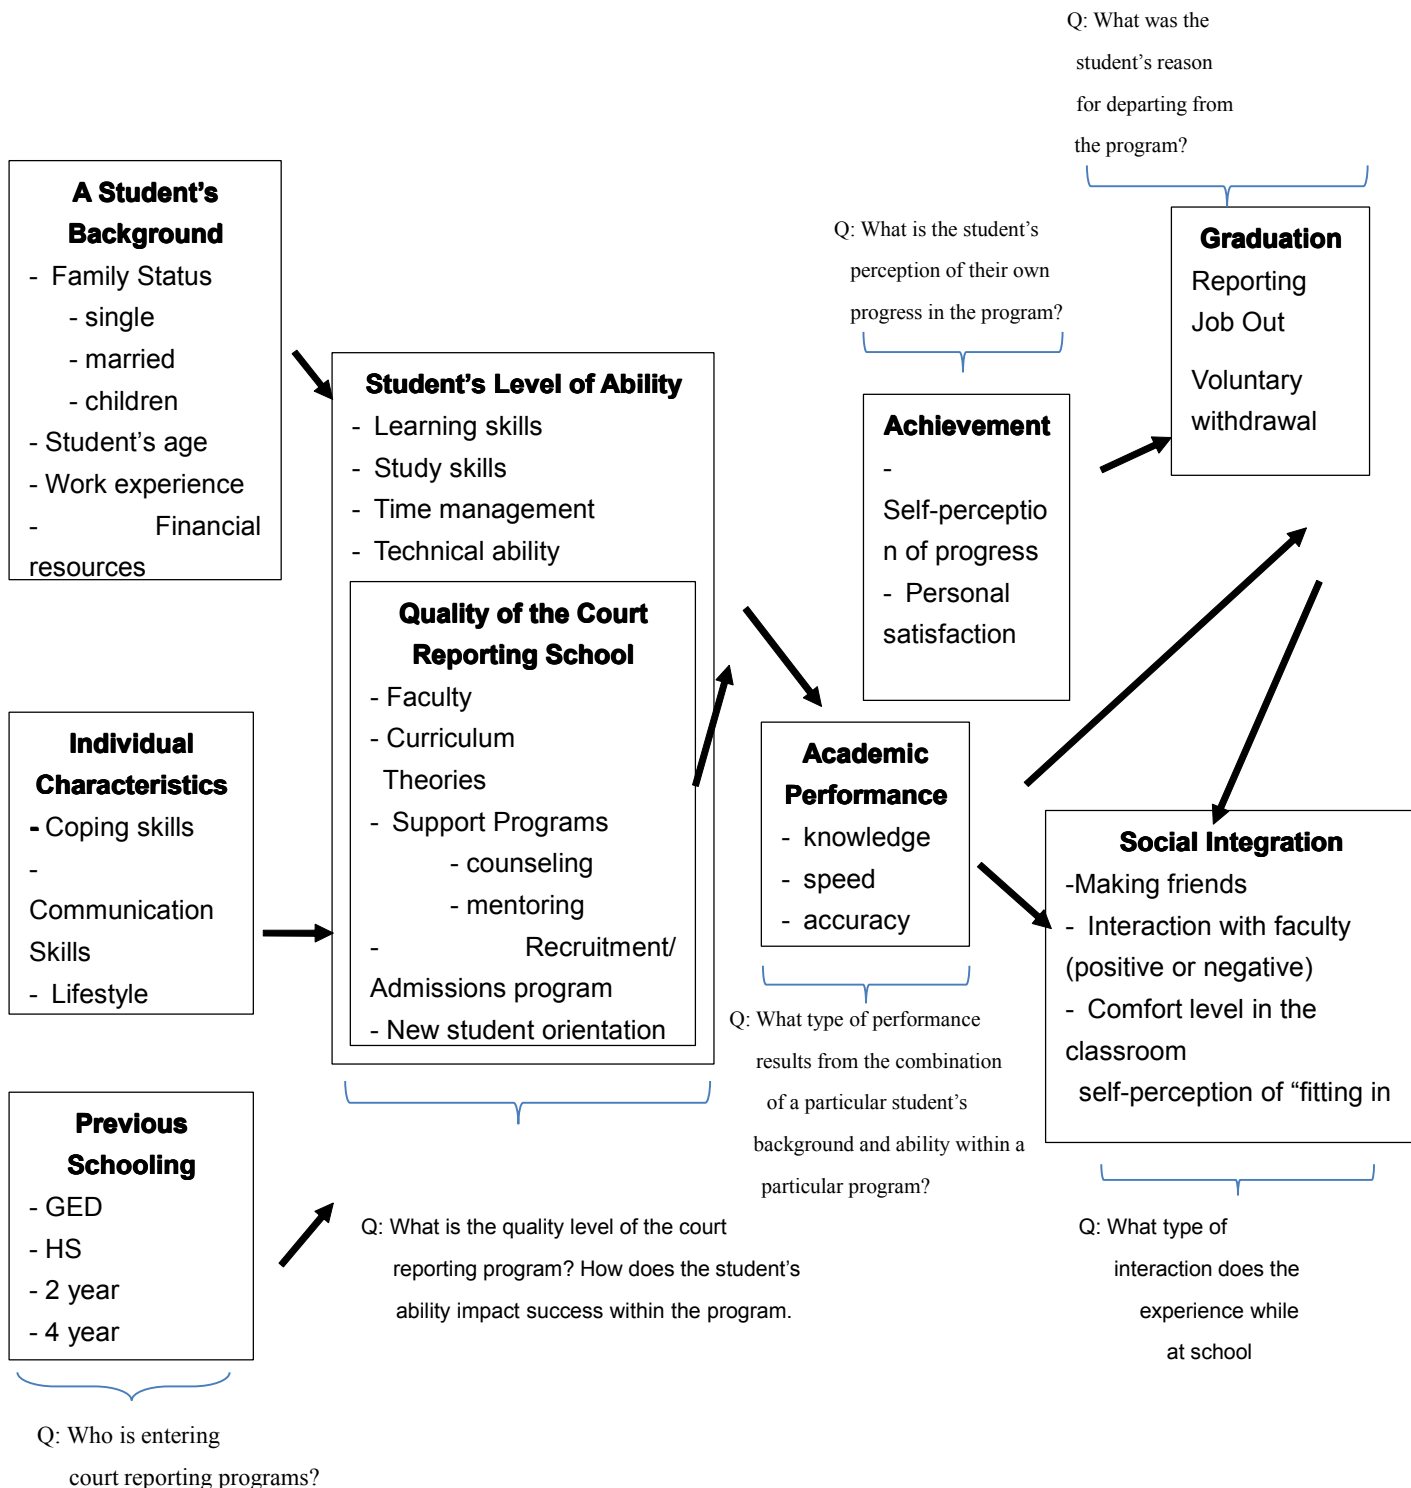 Q: What was the
student’s reason
for departing from
the program?
A Student’s
Background
- Family Status
- single
- married
- children
- Student’s age
- Work experience
- Financial
resources
Individual
Characteristics
- Coping skills
-
Communication
Skills
- Lifestyle
Previous
Schooling
- GED
- HS
- 2 year
- 4 year
Q: Who is entering
court reporting programs?
Student’s Level of Ability
- Learning skills
- Study skills
- Time management
- Technical ability
Quality of the Court
Reporting School
- Faculty
- Curriculum
Theories
- Support Programs
- counseling
- mentoring
- Recruitment/
Admissions program
- New student orientation
Q: What is the quality level of the court
reporting program? How does the student’s
ability impact success within the program.
Q: What is the student’s
perception of their own
progress in the program?
Achievement
-
Self-perceptio
n of progress
- Personal
satisfaction
Academic
Performance
- knowledge
- speed
- accuracy
Q: What type of performance
results from the combination
of a particular student’s
background and ability within a
particular program?
Graduation
Reporting
Job Out
Voluntary
withdrawal
Social Integration
-Making friends
- Interaction with faculty
(positive or negative)
- Comfort level in the
classroom
self-perception of “fitting in
Q: What type of
interaction does the
experience while
at school